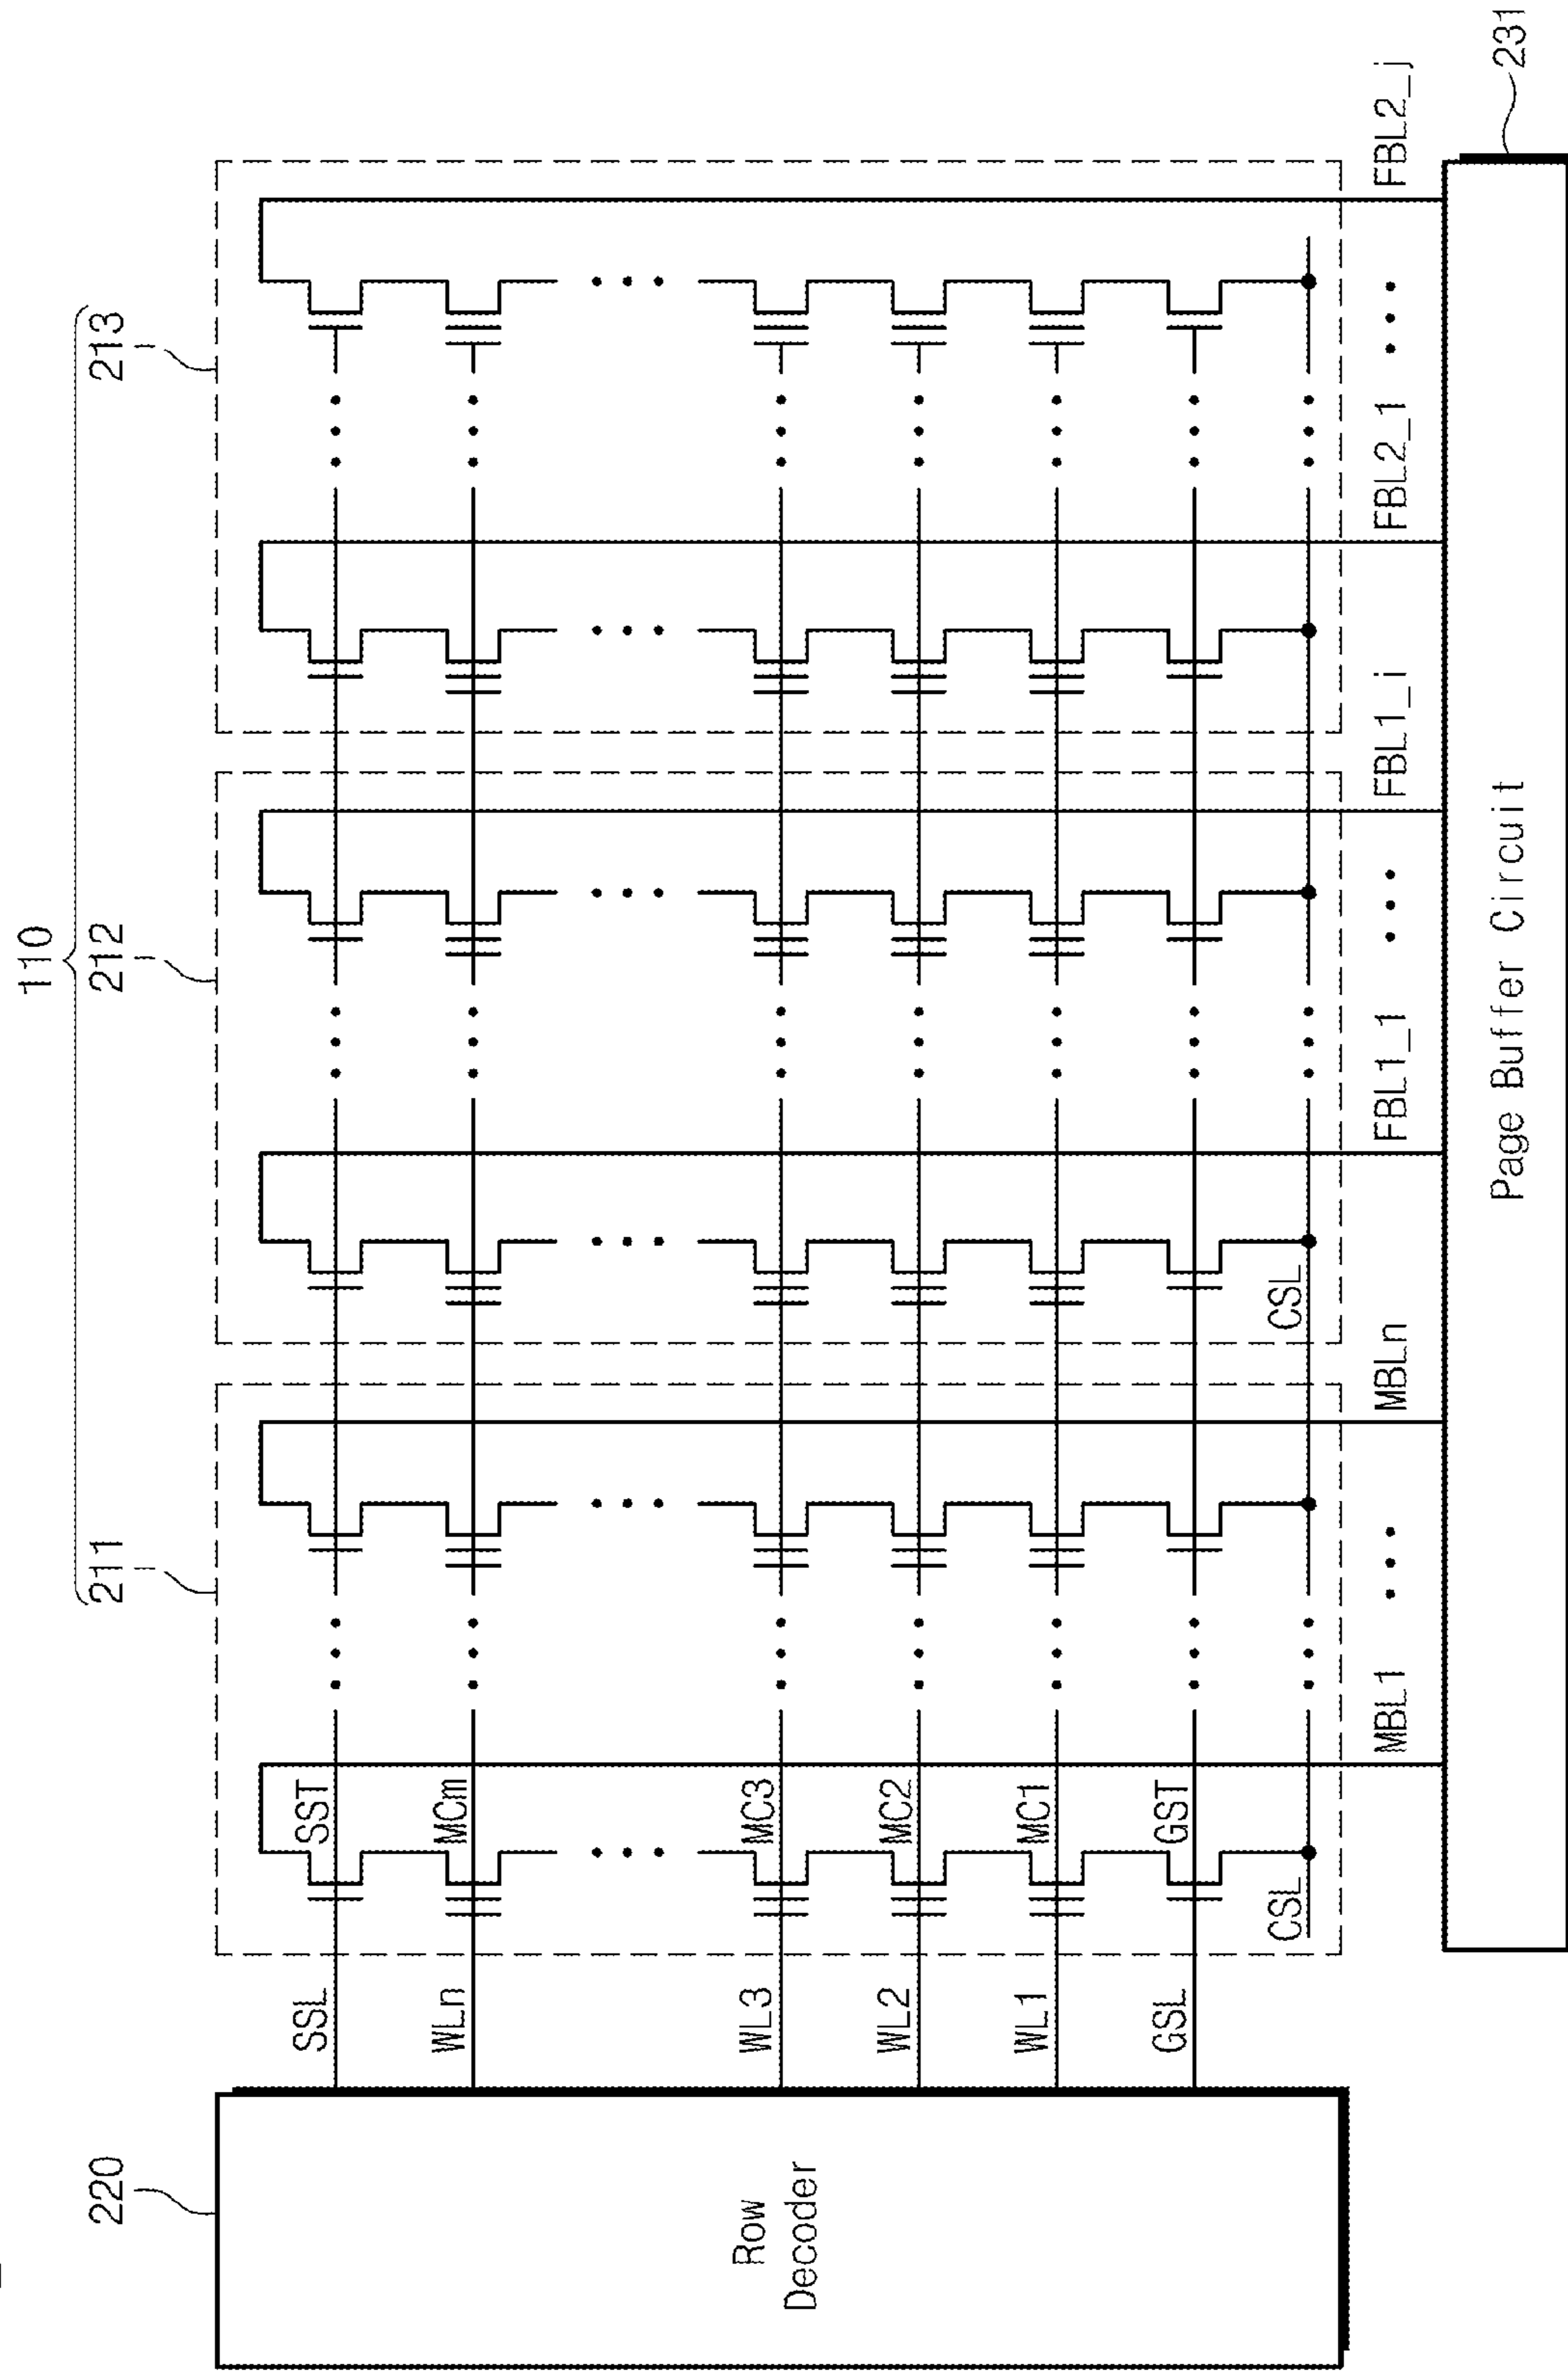 110
220
211
212
213
SSL
SST
WLn
MCm
WL3
MC3
WL2
MC2
WL1
MC1
GSL
GST
CSL
CSL
Row
Decoder
MBL1
MBLn
FBL1_1
FBL1_i
FBL2_1
FBL2_j
Page Buffer Circuit
231